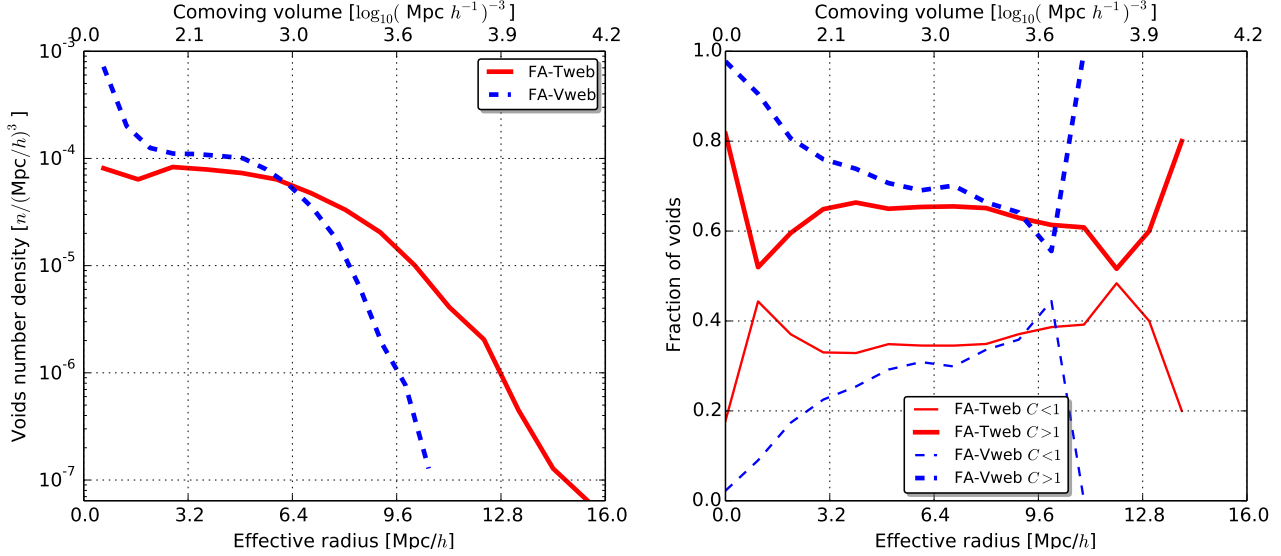 Comoving volume [log₁₀( Mpc h⁻¹)⁻³]
0.0 2.1 3.0 3.6 3.9 4.2
Voids number density [n/(Mpc/h)³ ]
10⁻³
10⁻⁴
10⁻⁵
10⁻⁶
10⁻⁷
FA-Tweb
FA-Vweb
0.0 3.2 6.4 9.6 12.8 16.0
Effective radius [Mpc/h]
Comoving volume [log₁₀( Mpc h⁻¹)⁻³]
0.0 2.1 3.0 3.6 3.9 4.2
Fraction of voids
1.0
0.8
0.6
0.4
0.2
0.0
FA-Tweb C<1
FA-Tweb C>1
FA-Vweb C<1
FA-Vweb C>1
0.0 3.2 6.4 9.6 12.8 16.0
Effective radius [Mpc/h]